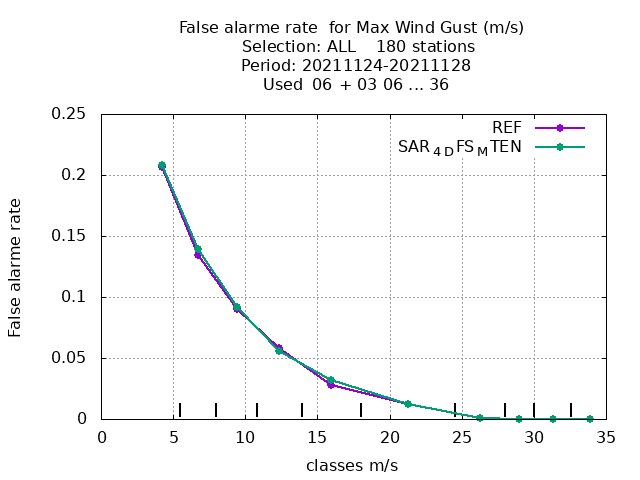 False alarme rate  for Max Wind Gust (m/s)
Selection: ALL    180 stations
Period: 20211124-20211128
Used  06 + 03 06 ... 36
REF
SAR4DFSMTEN
False alarme rate
0.25
0.2
0.15
0.1
0.05
0
0 5 10 15 20 25 30 35
classes m/s